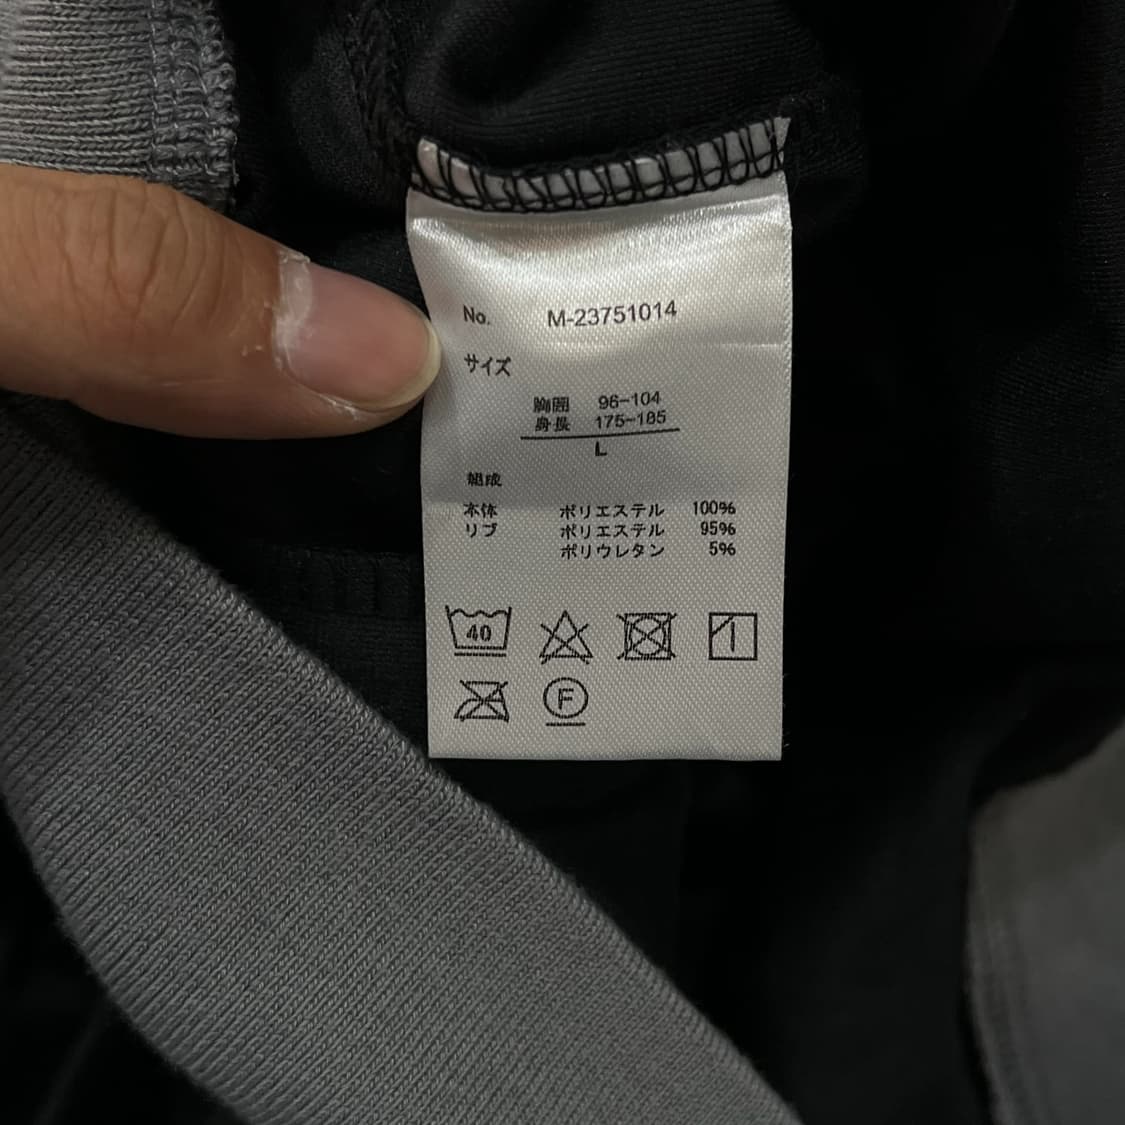 No. M-23751014
サイズ
胸囲 96-104
身長 175-185
L
組成
本体 ポリエステル 100%
リブ ポリエステル 95%
ポリウレタン 5%
40
F